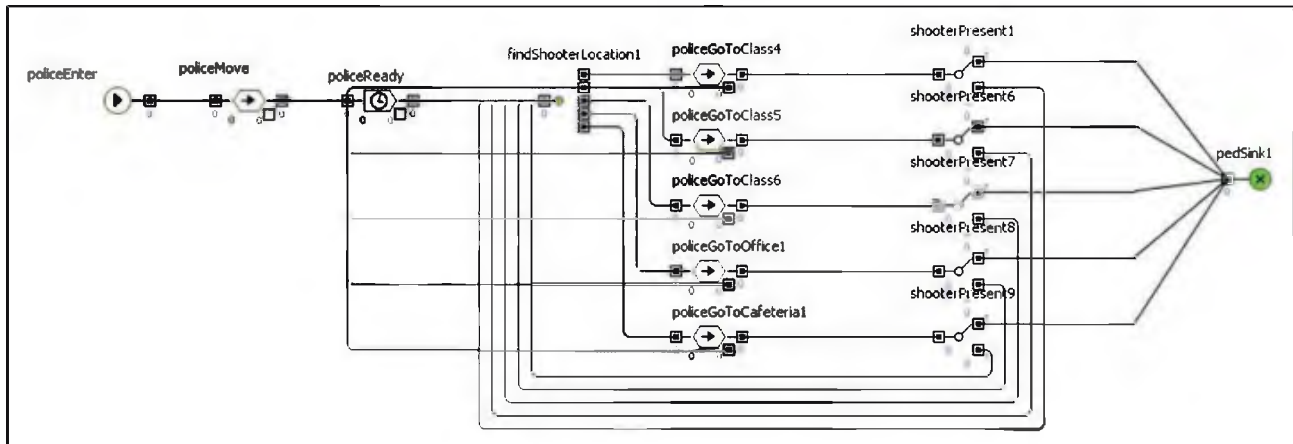 policeEnter
policeMove
policeReady
findShooterLocation1
policeGoToClass4
shooterPresent1
policeGoToClass5
shooterPresent6
policeGoToClass6
shooterPresent7
policeGoToOffice1
shooterPresent8
policeGoToCafeteria1
shooterPresent9
pedSink1